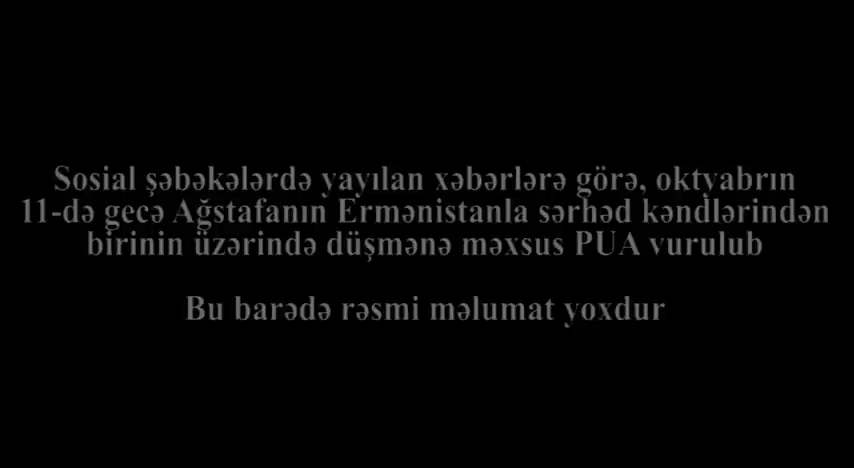 Sosial şəbəkələrdə yayılan xəbərlərə görə, oktyabrın
11-də gecə Ağstafanın Ermənistanla sərhəd kəndlərindən
birinin üzərində düşmənə məxsus PUA vurulub
Bu barədə rəsmi məlumat yoxdur